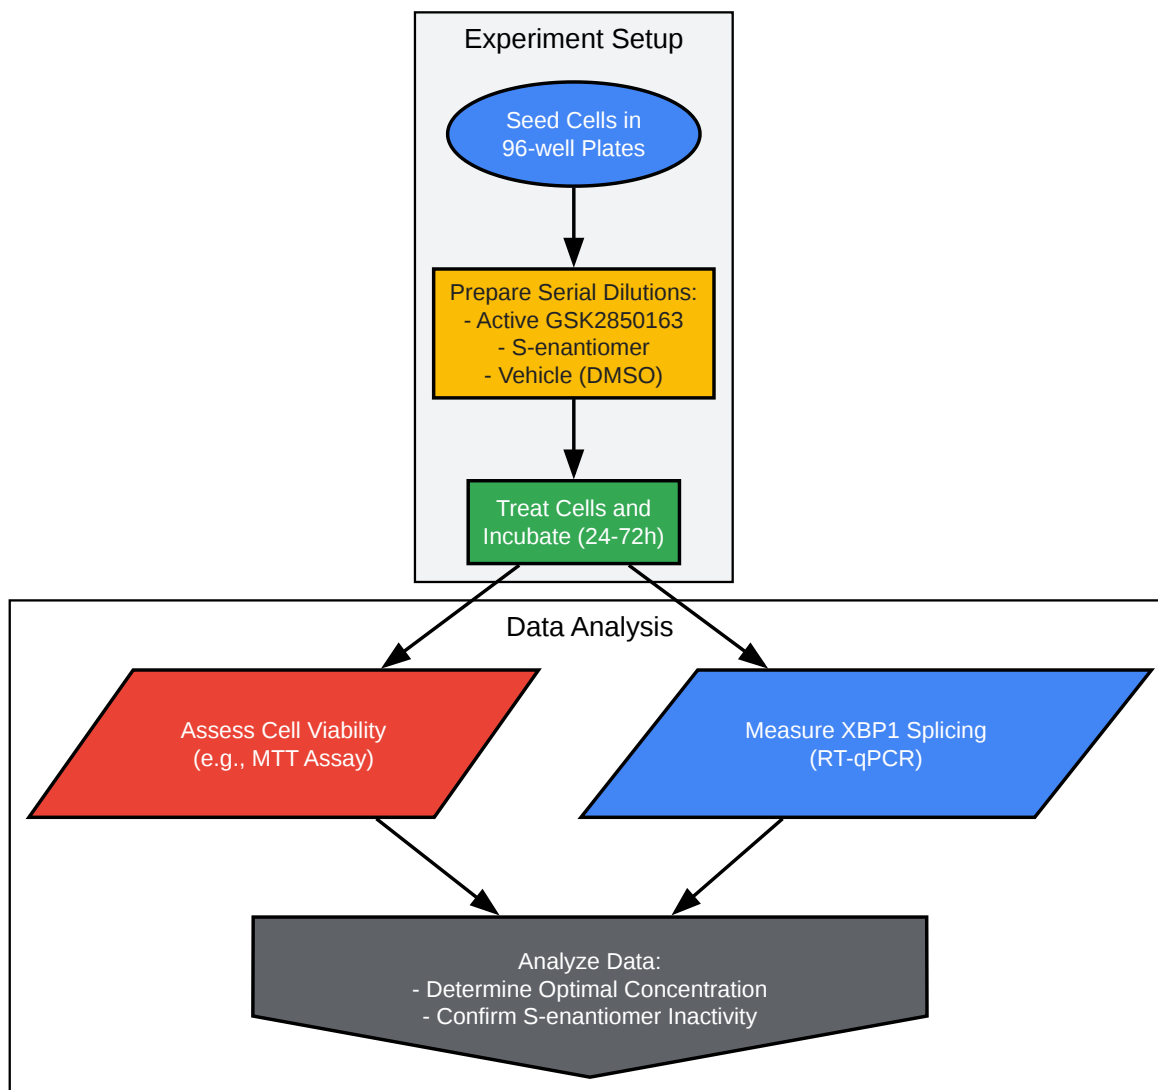 Experiment Setup
Seed Cells in
96-well Plates
Prepare Serial Dilutions:
- Active GSK2850163
- S-enantiomer
- Vehicle (DMSO)
Treat Cells and
Incubate (24-72h)
Data Analysis
Assess Cell Viability
(e.g., MTT Assay)
Measure XBP1 Splicing
(RT-qPCR)
Analyze Data:
- Determine Optimal Concentration
- Confirm S-enantiomer Inactivity